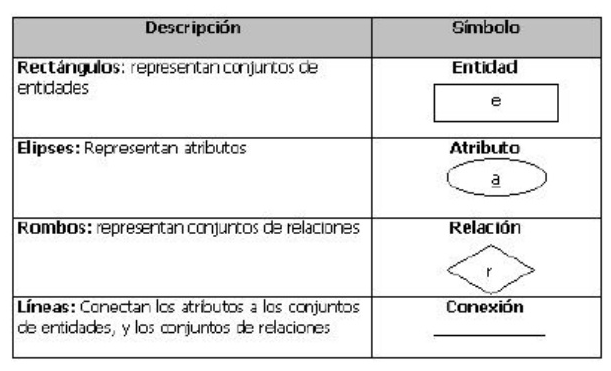 Descripción
Símbolo
Rectángulos: representan conjuntos de
entidades
Entidad
e
Elipses: Representan atributos
Atributo
a
Rombos: representan conjuntos de relaciones
Relación
r
Líneas: Conectan los atributos a los conjuntos
de entidades, y los conjuntos de relaciones
Conexión